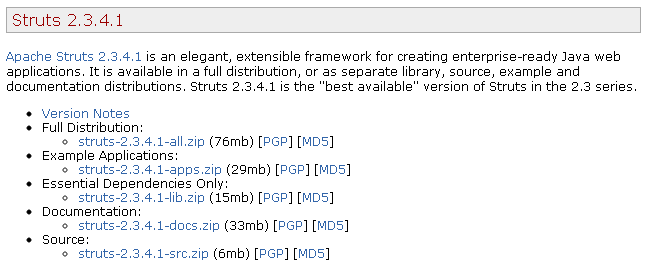 Struts 2.3.4.1
Apache Struts 2.3.4.1 is an elegant, extensible framework for creating enterprise-ready Java web
applications. It is available in a full distribution, or as separate library, source, example and
documentation distributions. Struts 2.3.4.1 is the "best available" version of Struts in the 2.3 series.
Version Notes
Full Distribution:
struts-2.3.4.1-all.zip (76mb) [PGP] [MD5]
Example Applications:
struts-2.3.4.1-apps.zip (29mb) [PGP] [MD5]
Essential Dependencies Only:
struts-2.3.4.1-lib.zip (15mb) [PGP] [MD5]
Documentation:
struts-2.3.4.1-docs.zip (33mb) [PGP] [MD5]
Source:
struts-2.3.4.1-src.zip (6mb) [PGP] [MD5]